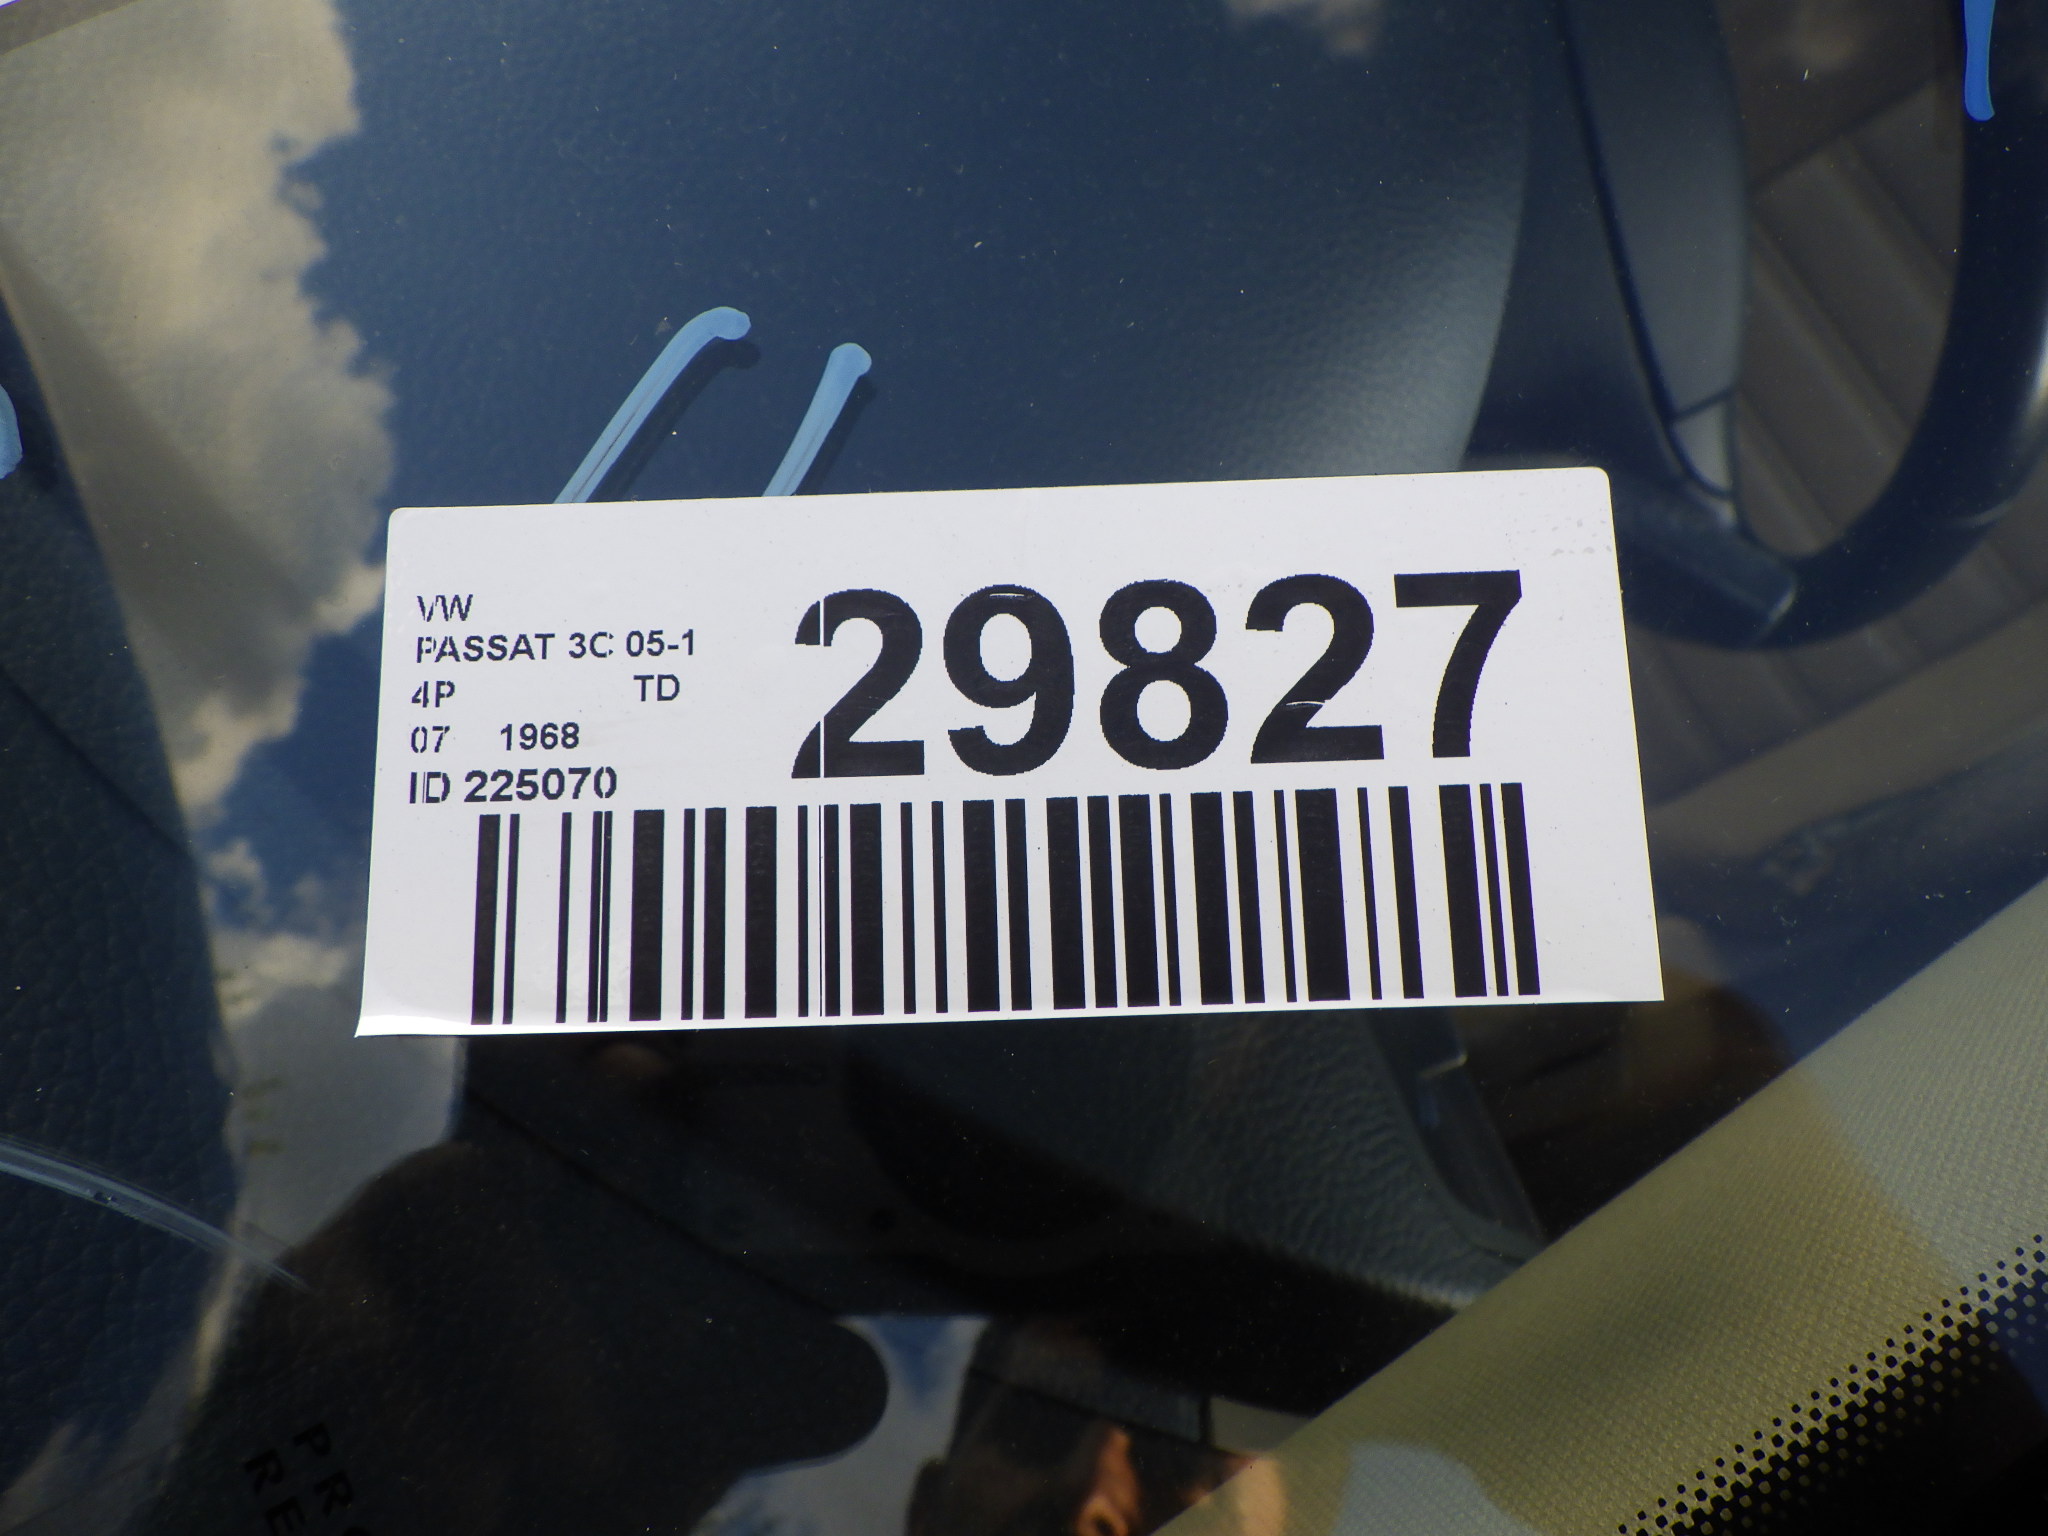 VW
PASSAT 3C 05-1
4P TD
07 1968
ID 225070
29827